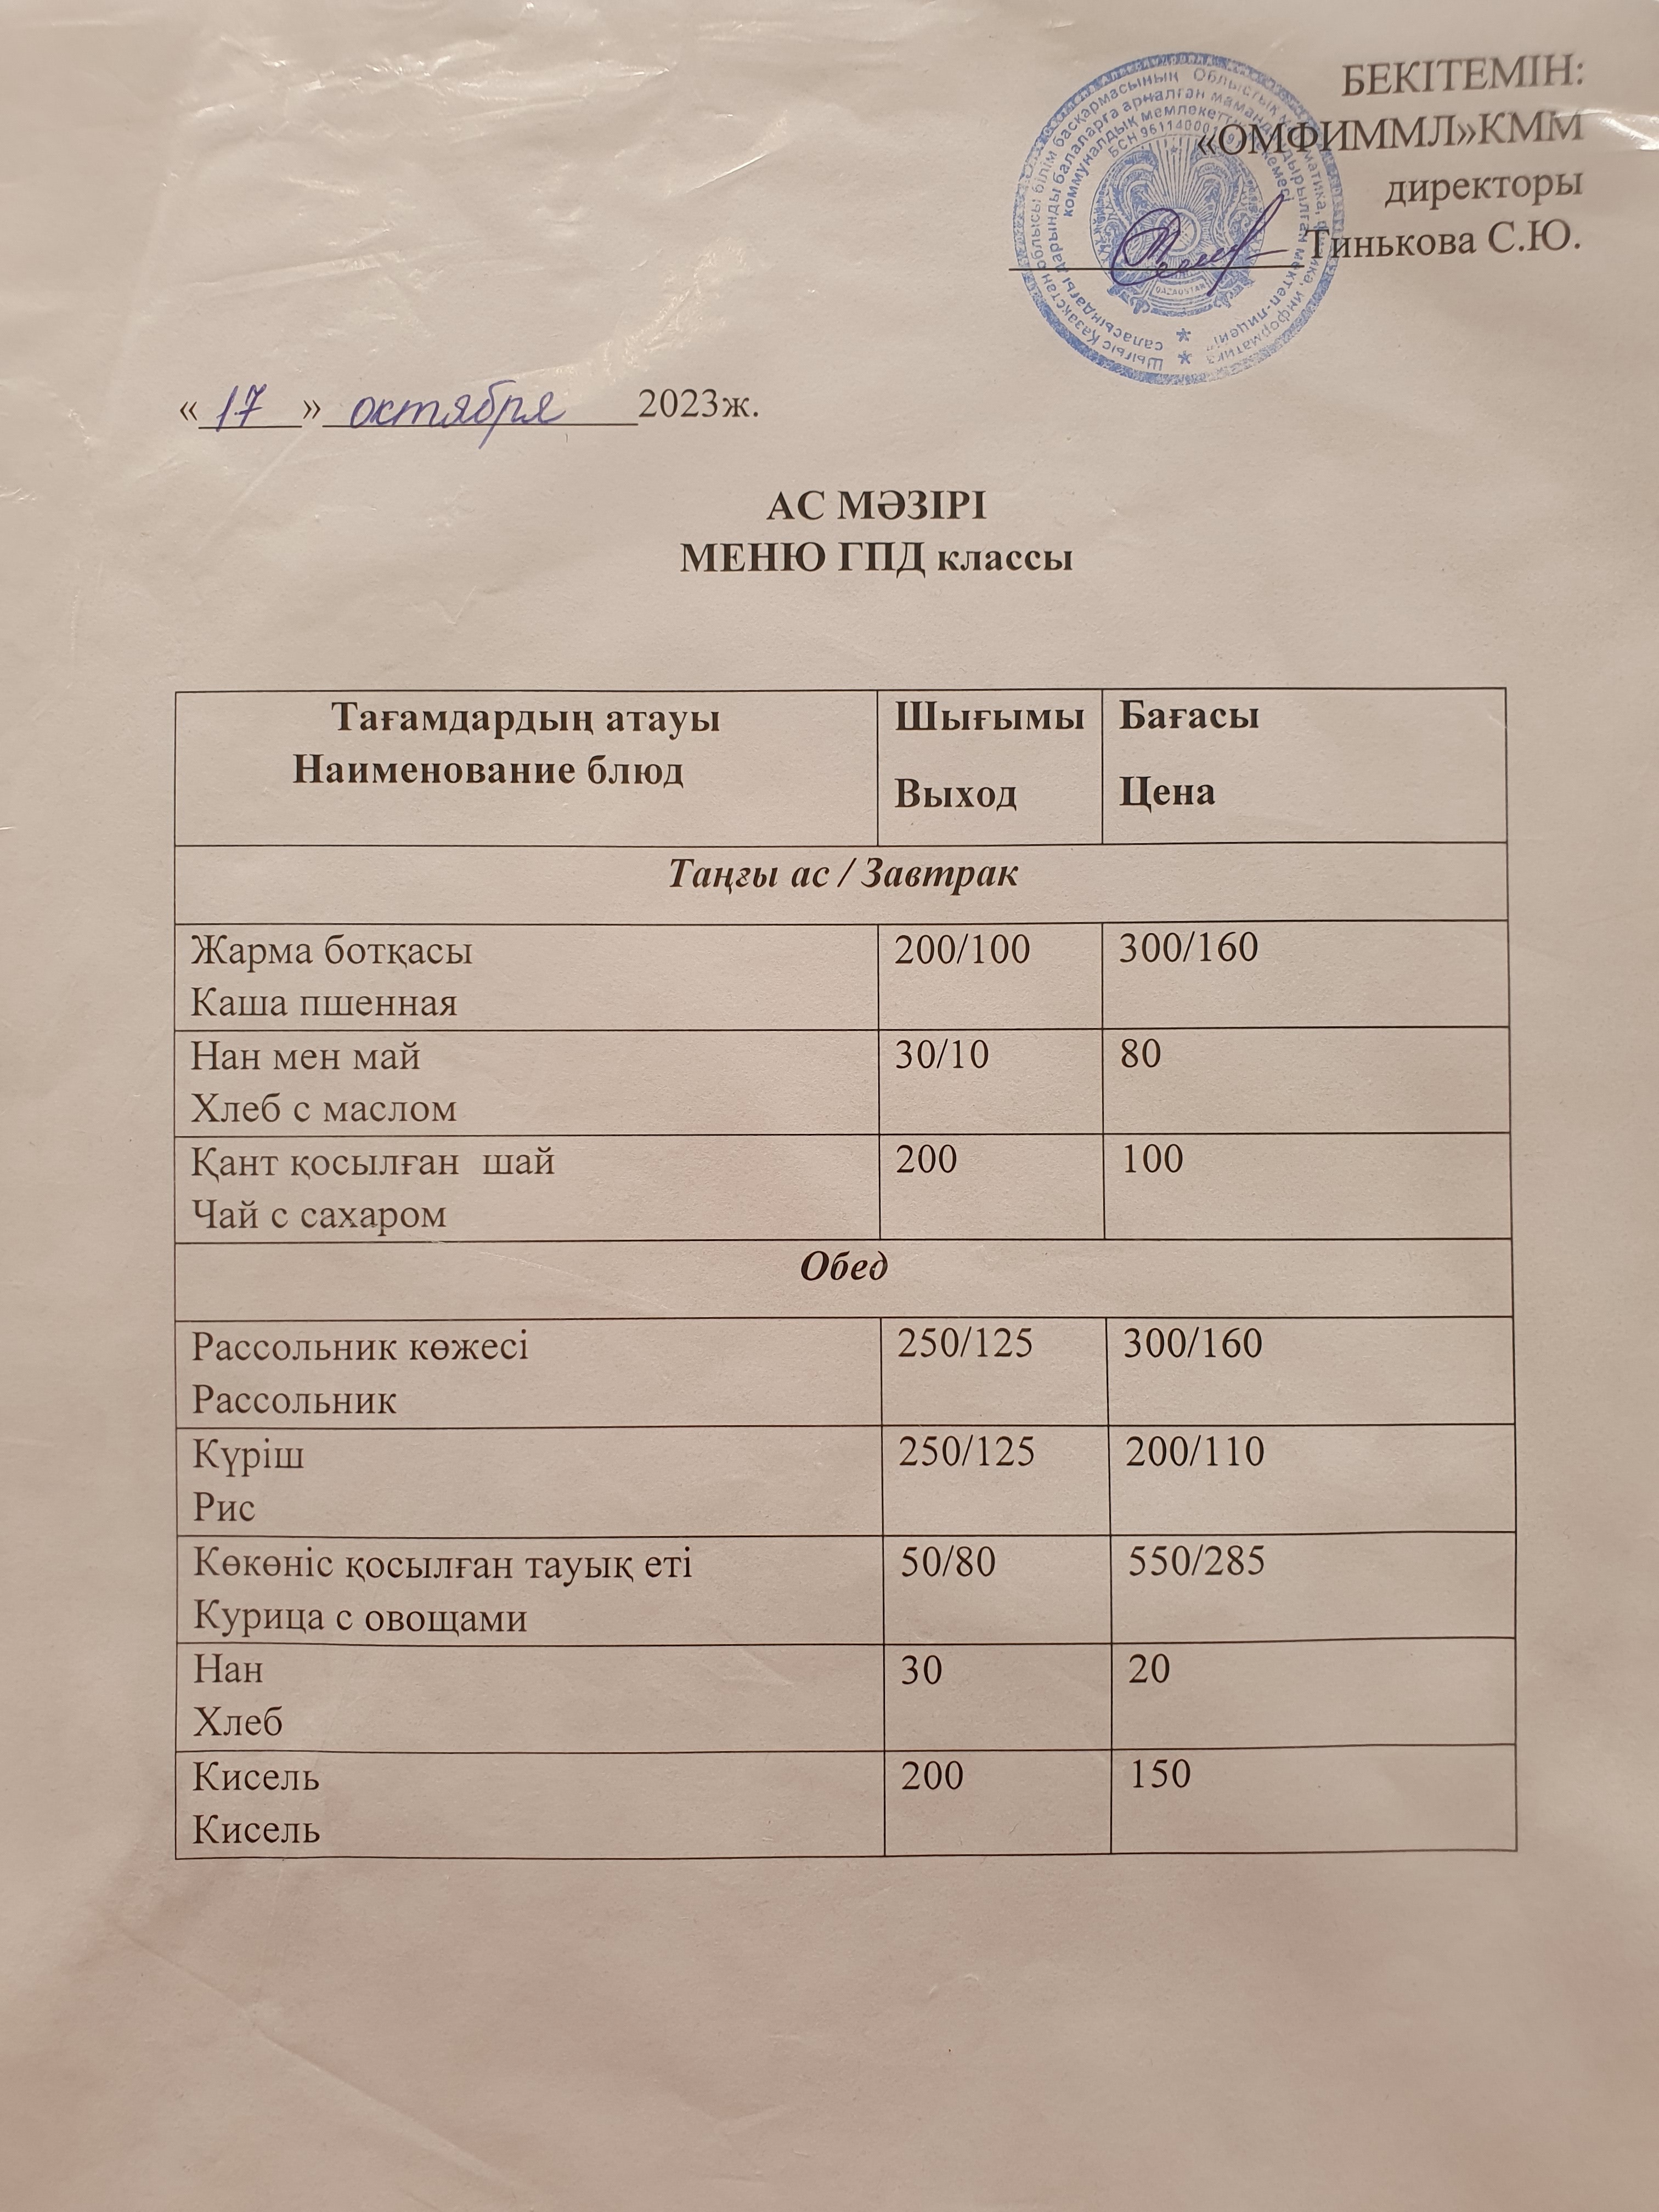 БЕКІТЕМІН:
«ОМФИММЛ»КММ
директоры
Тинькова С.Ю.
«17» октября 2023ж.
АС МӘЗІРІ
МЕНЮ ГПД классы
Тағамдардың атауы
Наименование блюд
Шығымы
Выход
Бағасы
Цена
Таңғы ас / Завтрак
Жарма ботқасы
Каша пшенная
200/100
300/160
Нан мен май
Хлеб с маслом
30/10
80
Қант қосылған шай
Чай с сахаром
200
100
Обед
Рассольник көжесі
Рассольник
250/125
300/160
Күріш
Рис
250/125
200/110
Көкөніс қосылған тауық еті
Курица с овощами
50/80
550/285
Нан
Хлеб
30
20
Кисель
Кисель
200
150